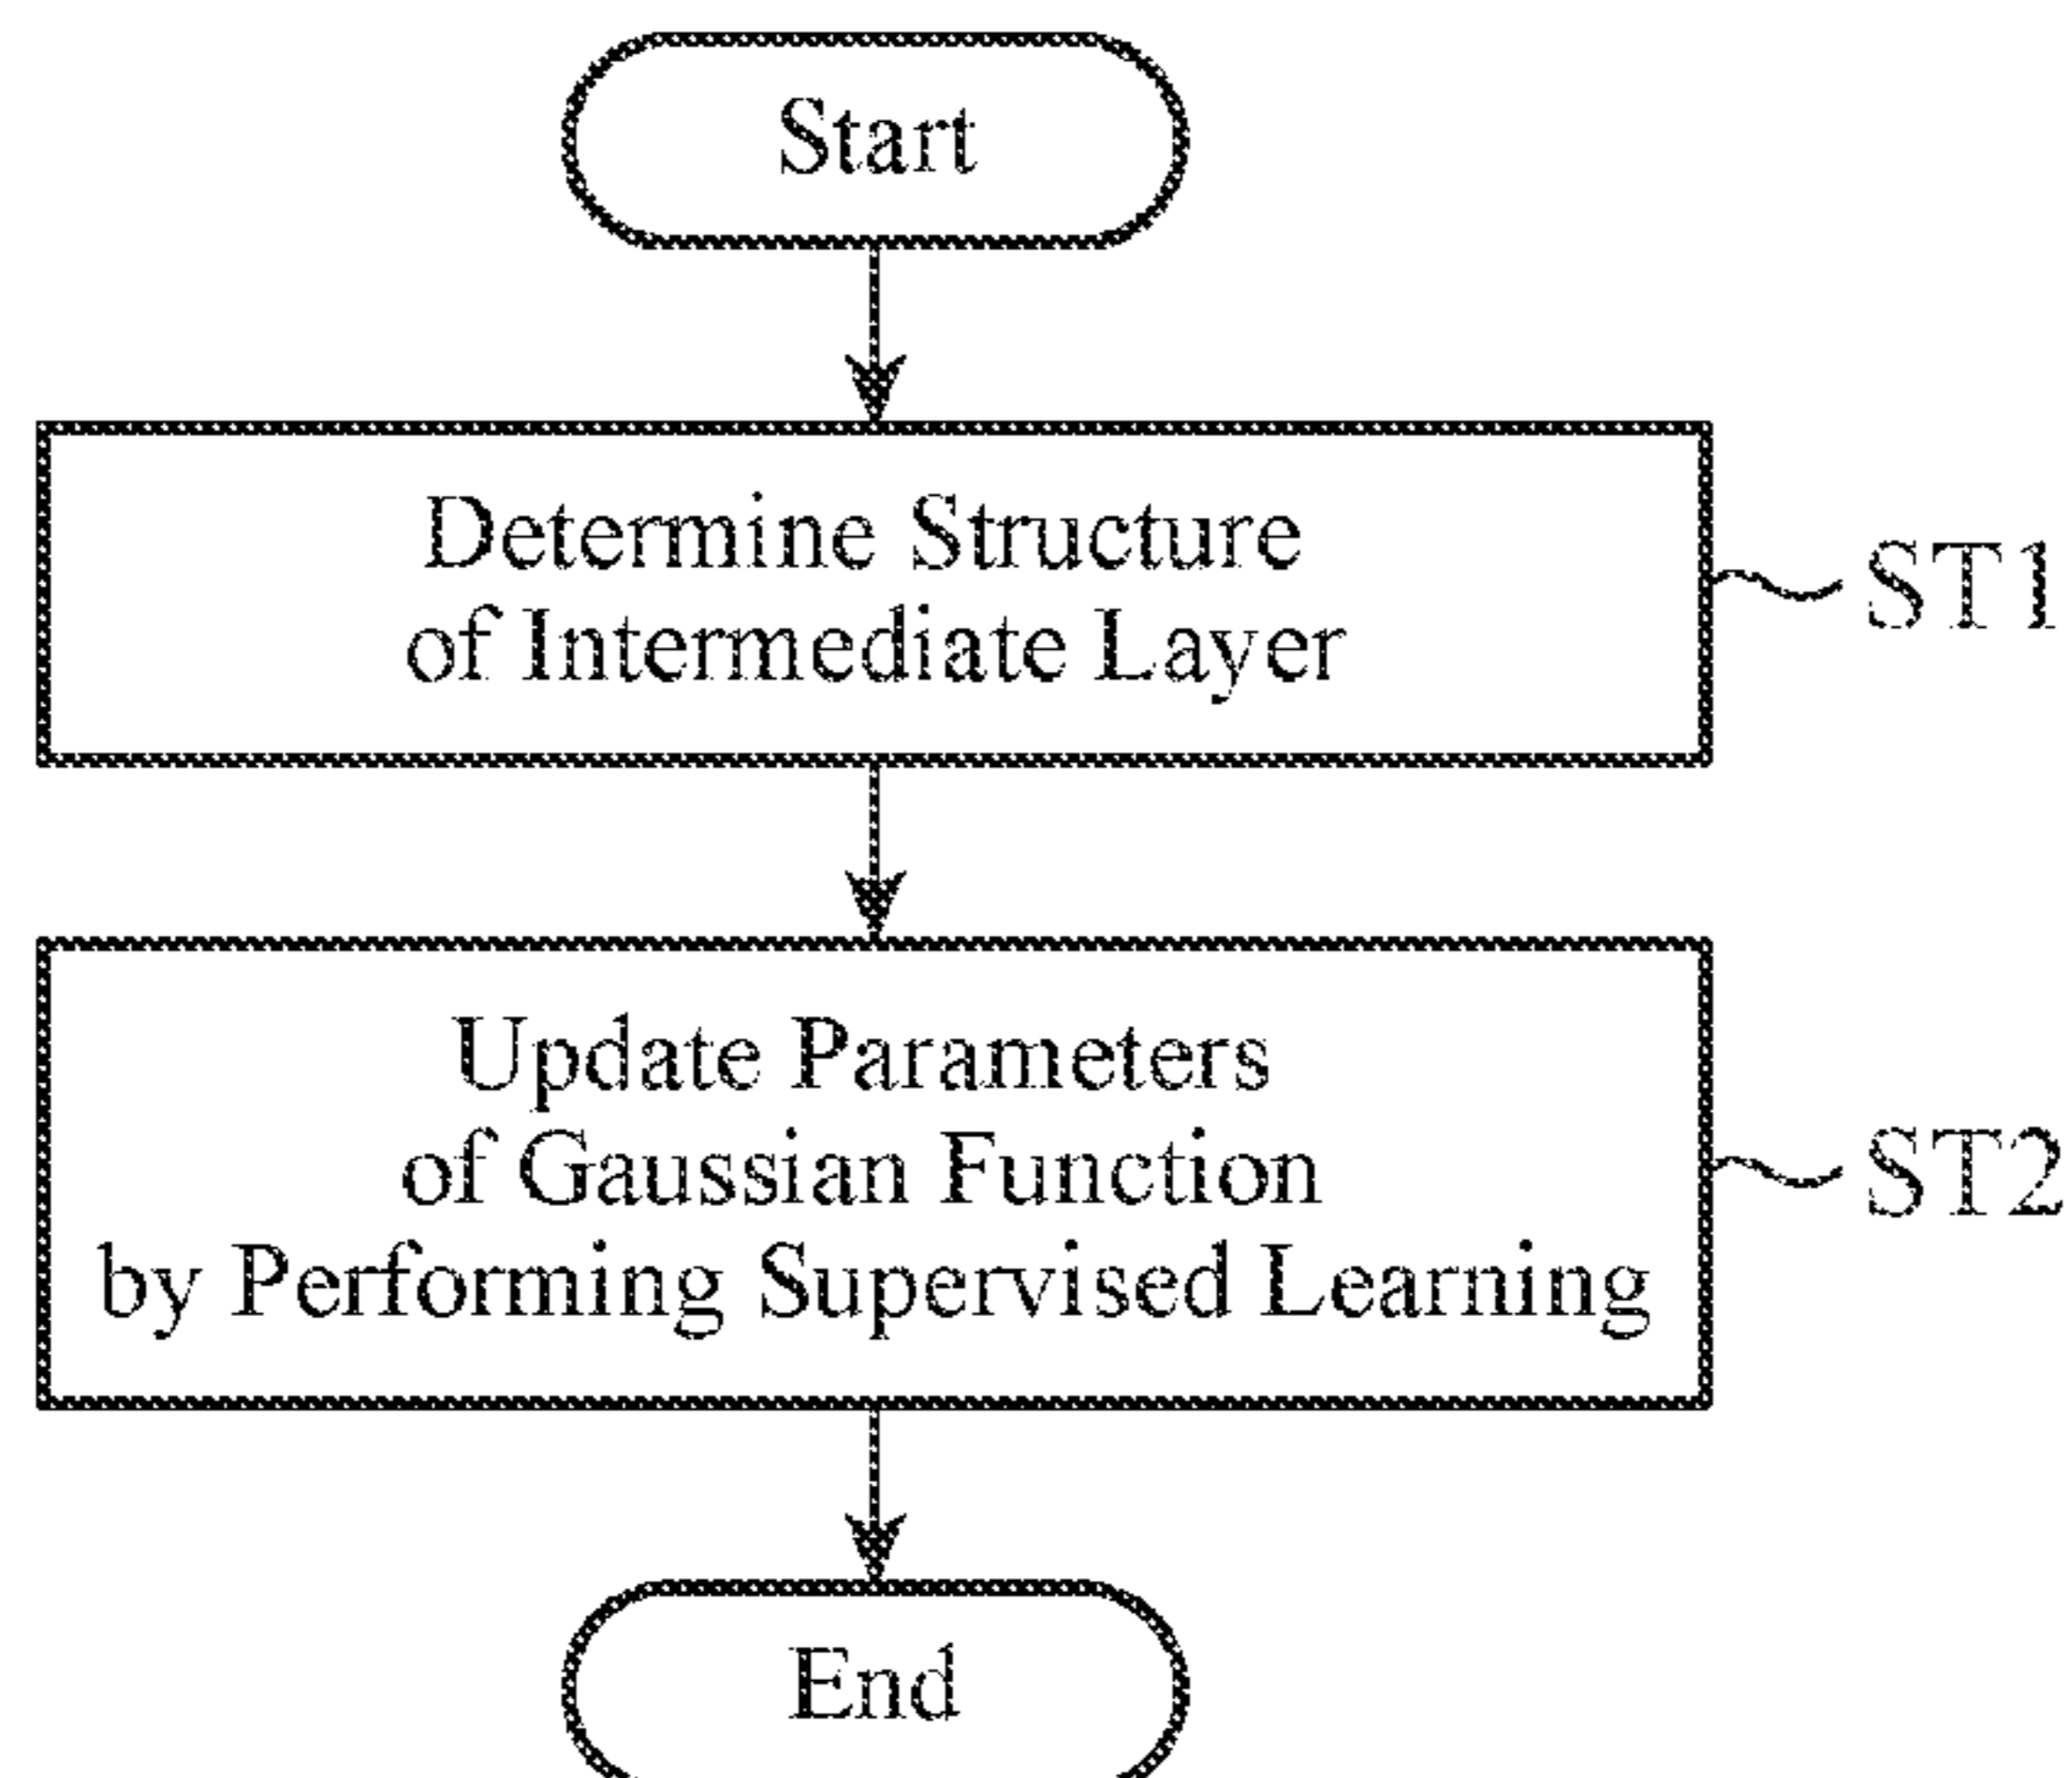 Start
Determine Structure
of Intermediate Layer
ST1
Update Parameters
of Gaussian Function
by Performing Supervised Learning
ST2
End